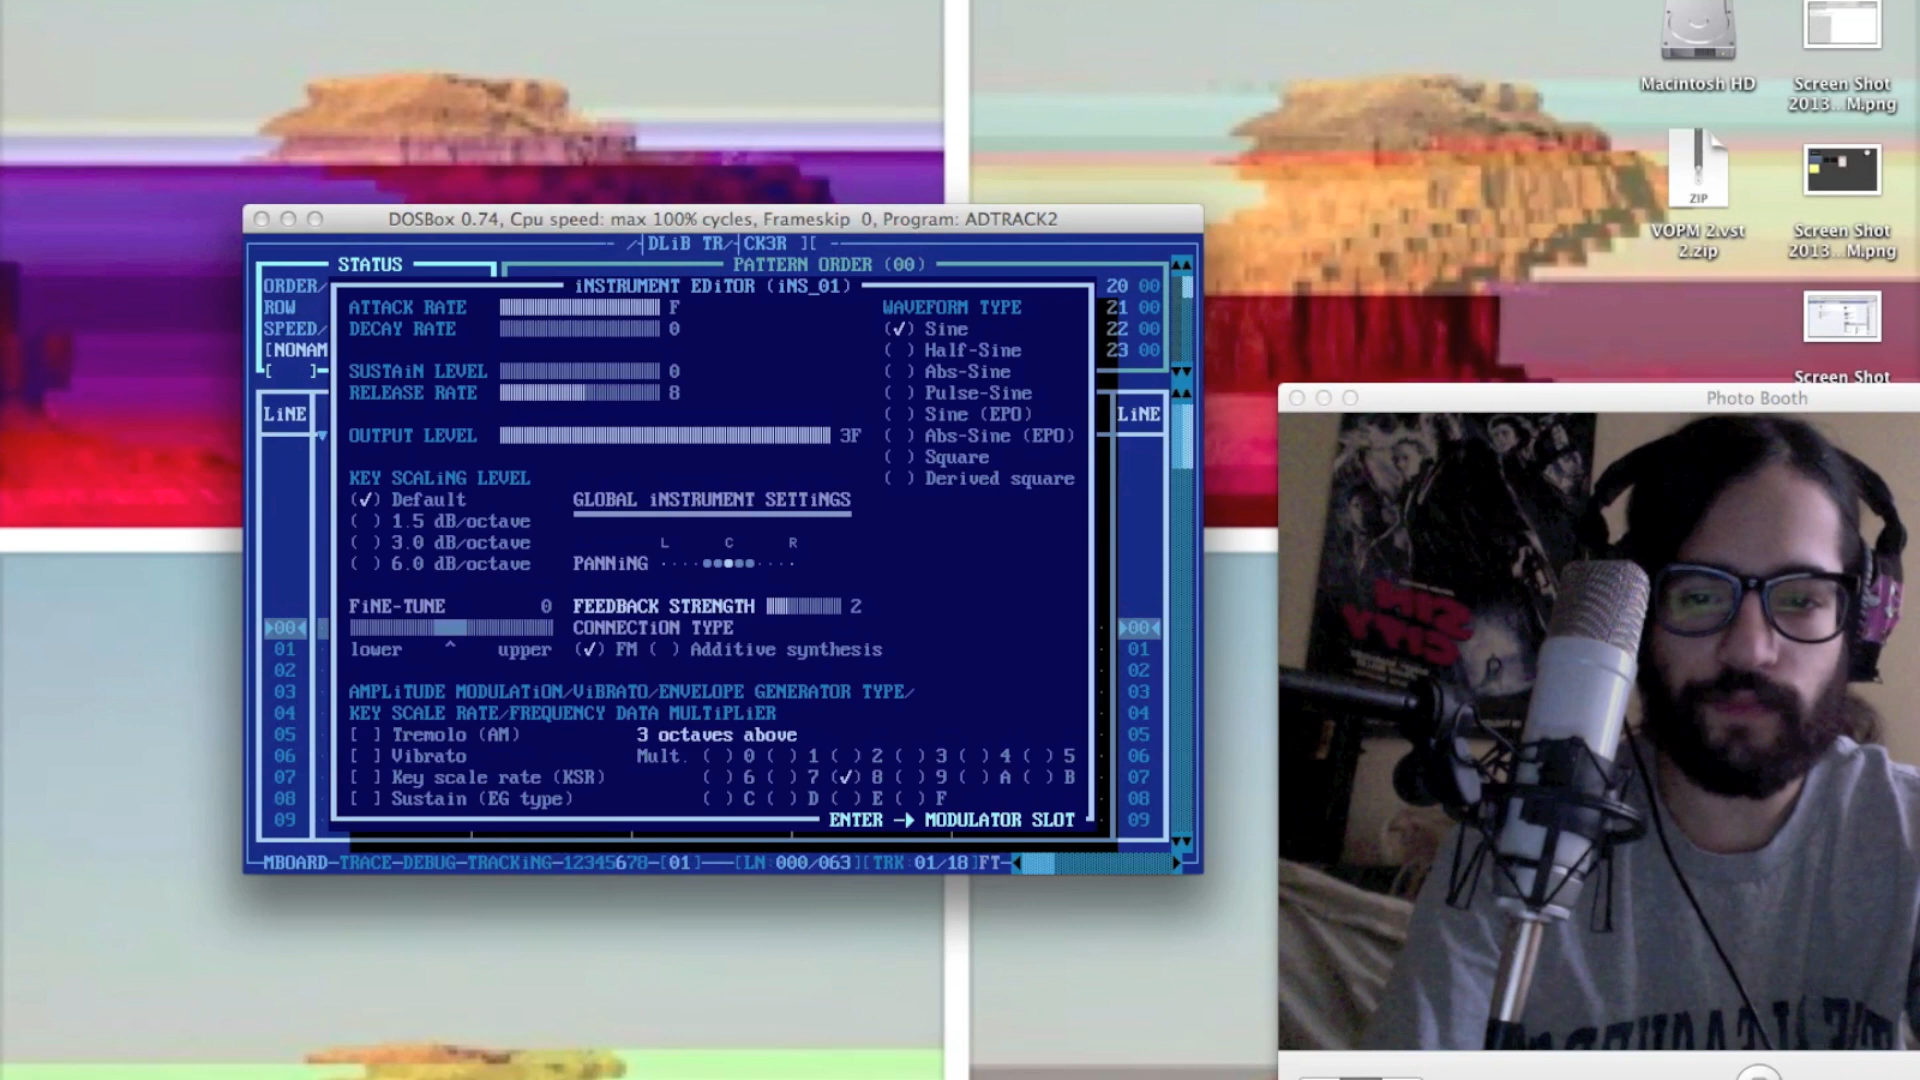 Macintosh HD
Screen Shot
2013...M.png
ZIP
VOPM 2.vst
2.zip
Screen Shot
2013...M.png
Screen Shot
DOSBox 0.74, Cpu speed: max 100% cycles, Frameskip 0, Program: ADTRACK2
/┤DLiB TR/┤CK3R ][
STATUS
PATTERN ORDER (00)
ORDER/
ROW
SPEED/
[NONAM
[ ]
20 00
21 00
22 00
23 00
iNSTRUMENT EDiTOR (iNS_01)
ATTACK RATE F
DECAY RATE 0
SUSTAiN LEVEL 0
RELEASE RATE 8
OUTPUT LEVEL 3F
WAVEFORM TYPE
(✓) Sine
( ) Half-Sine
( ) Abs-Sine
( ) Pulse-Sine
( ) Sine (EPO)
( ) Abs-Sine (EPO)
( ) Square
( ) Derived square
KEY SCALiNG LEVEL
(✓) Default
( ) 1.5 dB/octave
( ) 3.0 dB/octave
( ) 6.0 dB/octave
GLOBAL iNSTRUMENT SETTiNGS
L C R
PANNiNG
FiNE-TUNE 0
lower ^ upper
FEEDBACK STRENGTH 2
CONNECTiON TYPE
(✓) FM ( ) Additive synthesis
AMPLiTUDE MODULATiON/ViBRATO/ENVELOPE GENERATOR TYPE/
KEY SCALE RATE/FREQUENCY DATA MULTiPLiER
[ ] Tremolo (AM) 3 octaves above
[ ] Vibrato Mult. ( ) 0 ( ) 1 ( ) 2 ( ) 3 ( ) 4 ( ) 5
[ ] Key scale rate (KSR) ( ) 6 ( ) 7 (✓) 8 ( ) 9 ( ) A ( ) B
[ ] Sustain (EG type) ( ) C ( ) D ( ) E ( ) F
ENTER → MODULATOR SLOT
LiNE
00
01
02
03
04
05
06
07
08
09
LiNE
00
01
02
03
04
05
06
07
08
09
MBOARD-TRACE-DEBUG-TRACKiNG-12345678-[01]——[LN 000/063][TRK 01/18]FT
Photo Booth
SIN
CITY